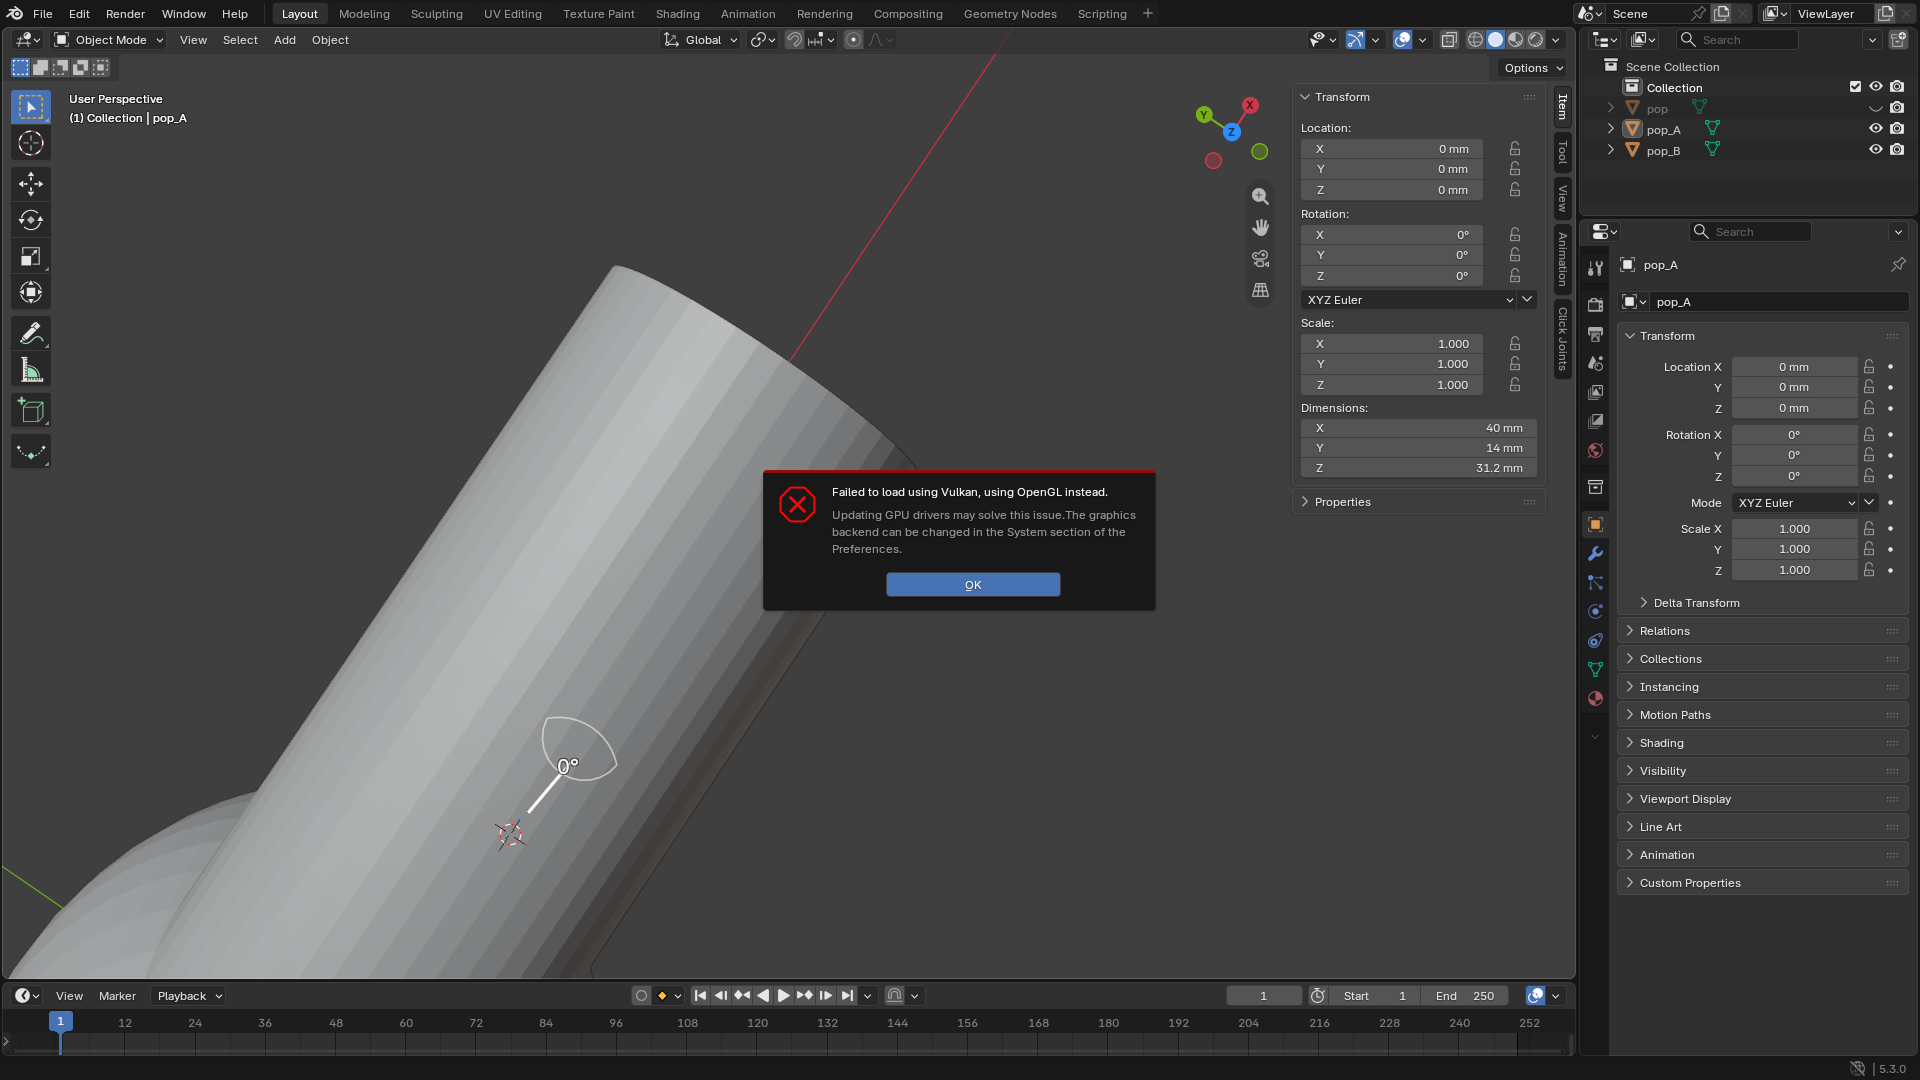 File Edit Render Window Help Layout Modeling Sculpting UV Editing Texture Paint Shading Animation Rendering Compositing Geometry Nodes Scripting + Scene ViewLayer
Object Mode View Select Add Object Global Search
Options
User Perspective
(1) Collection | pop_A
X
Y
Z
0°
Transform
Location:
X 0 mm
Y 0 mm
Z 0 mm
Rotation:
X 0°
Y 0°
Z 0°
XYZ Euler
Scale:
X 1.000
Y 1.000
Z 1.000
Dimensions:
X 40 mm
Y 14 mm
Z 31.2 mm
Properties
Item
Tool
View
Animation
Click Joints
Failed to load using Vulkan, using OpenGL instead.
Updating GPU drivers may solve this issue.The graphics
backend can be changed in the System section of the
Preferences.
OK
Scene Collection
Collection
pop
pop_A
pop_B
Search
pop_A
pop_A
Transform
Location X 0 mm
Y 0 mm
Z 0 mm
Rotation X 0°
Y 0°
Z 0°
Mode XYZ Euler
Scale X 1.000
Y 1.000
Z 1.000
Delta Transform
Relations
Collections
Instancing
Motion Paths
Shading
Visibility
Viewport Display
Line Art
Animation
Custom Properties
View Marker Playback 1 Start 1 End 250
1 12 24 36 48 60 72 84 96 108 120 132 144 156 168 180 192 204 216 228 240 252
5.3.0